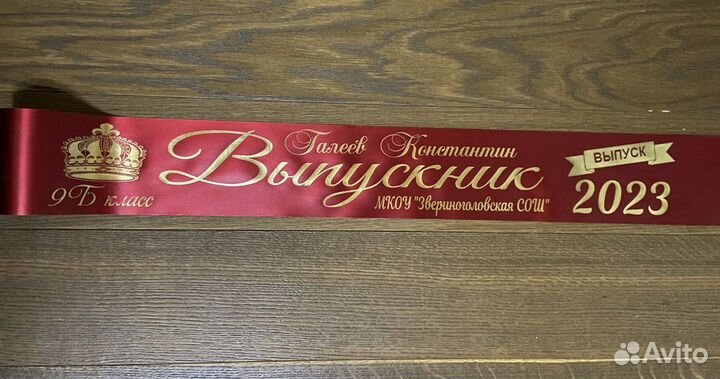 Галеев Константин
Выпускник
9Б класс
МКОУ "Звериноголовская СОШ"
ВЫПУСК
2023
Avito